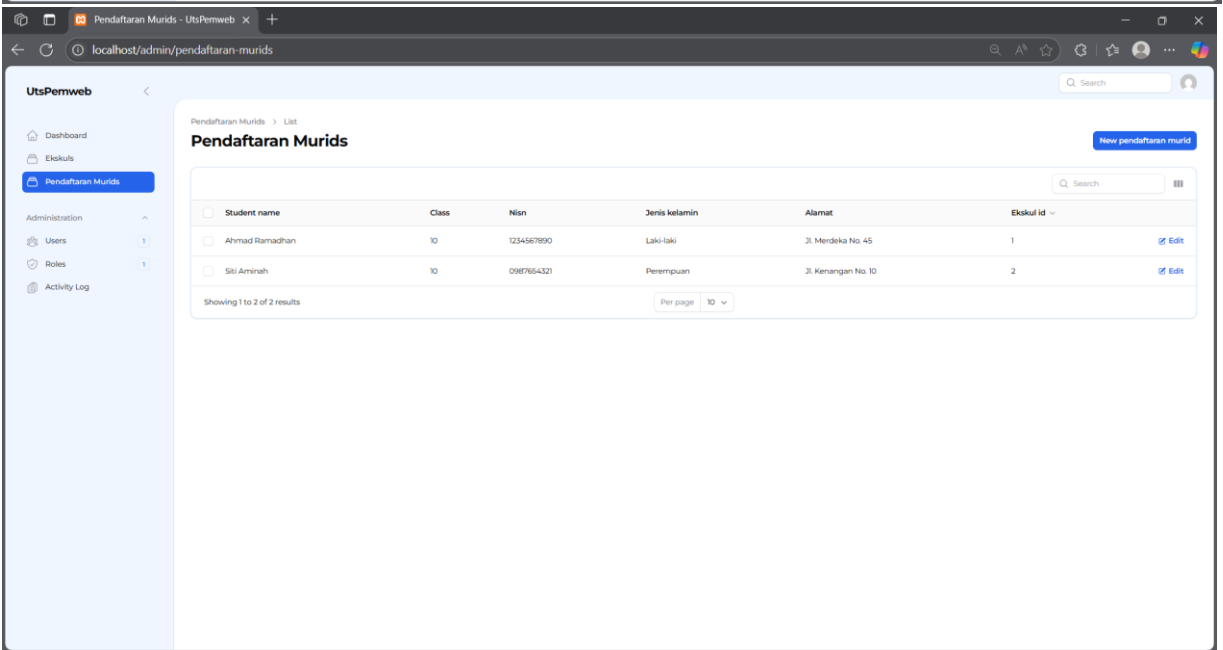 Pendaftaran Murids - UtsPemweb
localhost/admin/pendaftaran-murids
UtsPemweb
Search
Dashboard
Ekskuls
Pendaftaran Murids
Administration
Users 1
Roles 1
Activity Log
Pendaftaran Murids > List
Pendaftaran Murids
New pendaftaran murid
Search
Student name Class Nisn Jenis kelamin Alamat Ekskul id
Ahmad Ramadhan 10 1234567890 Laki-laki Jl. Merdeka No. 45 1 Edit
Siti Aminah 10 0987654321 Perempuan Jl. Kenangan No. 10 2 Edit
Showing 1 to 2 of 2 results Per page 10